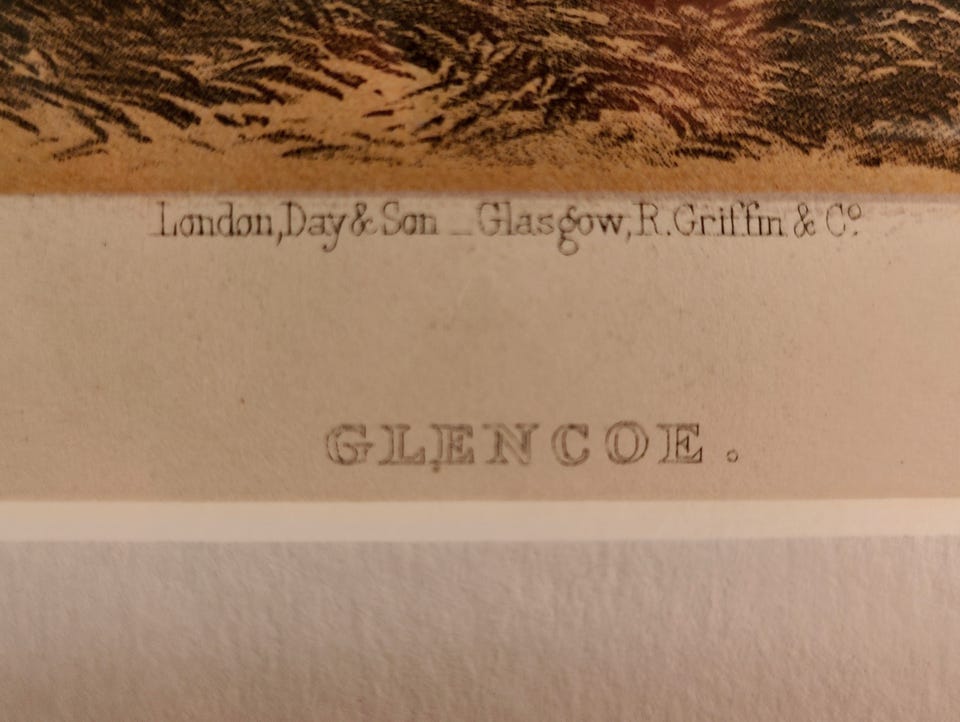 London, Day & Son _ Glasgow, R. Griffin & Cº.
GLENCOE.